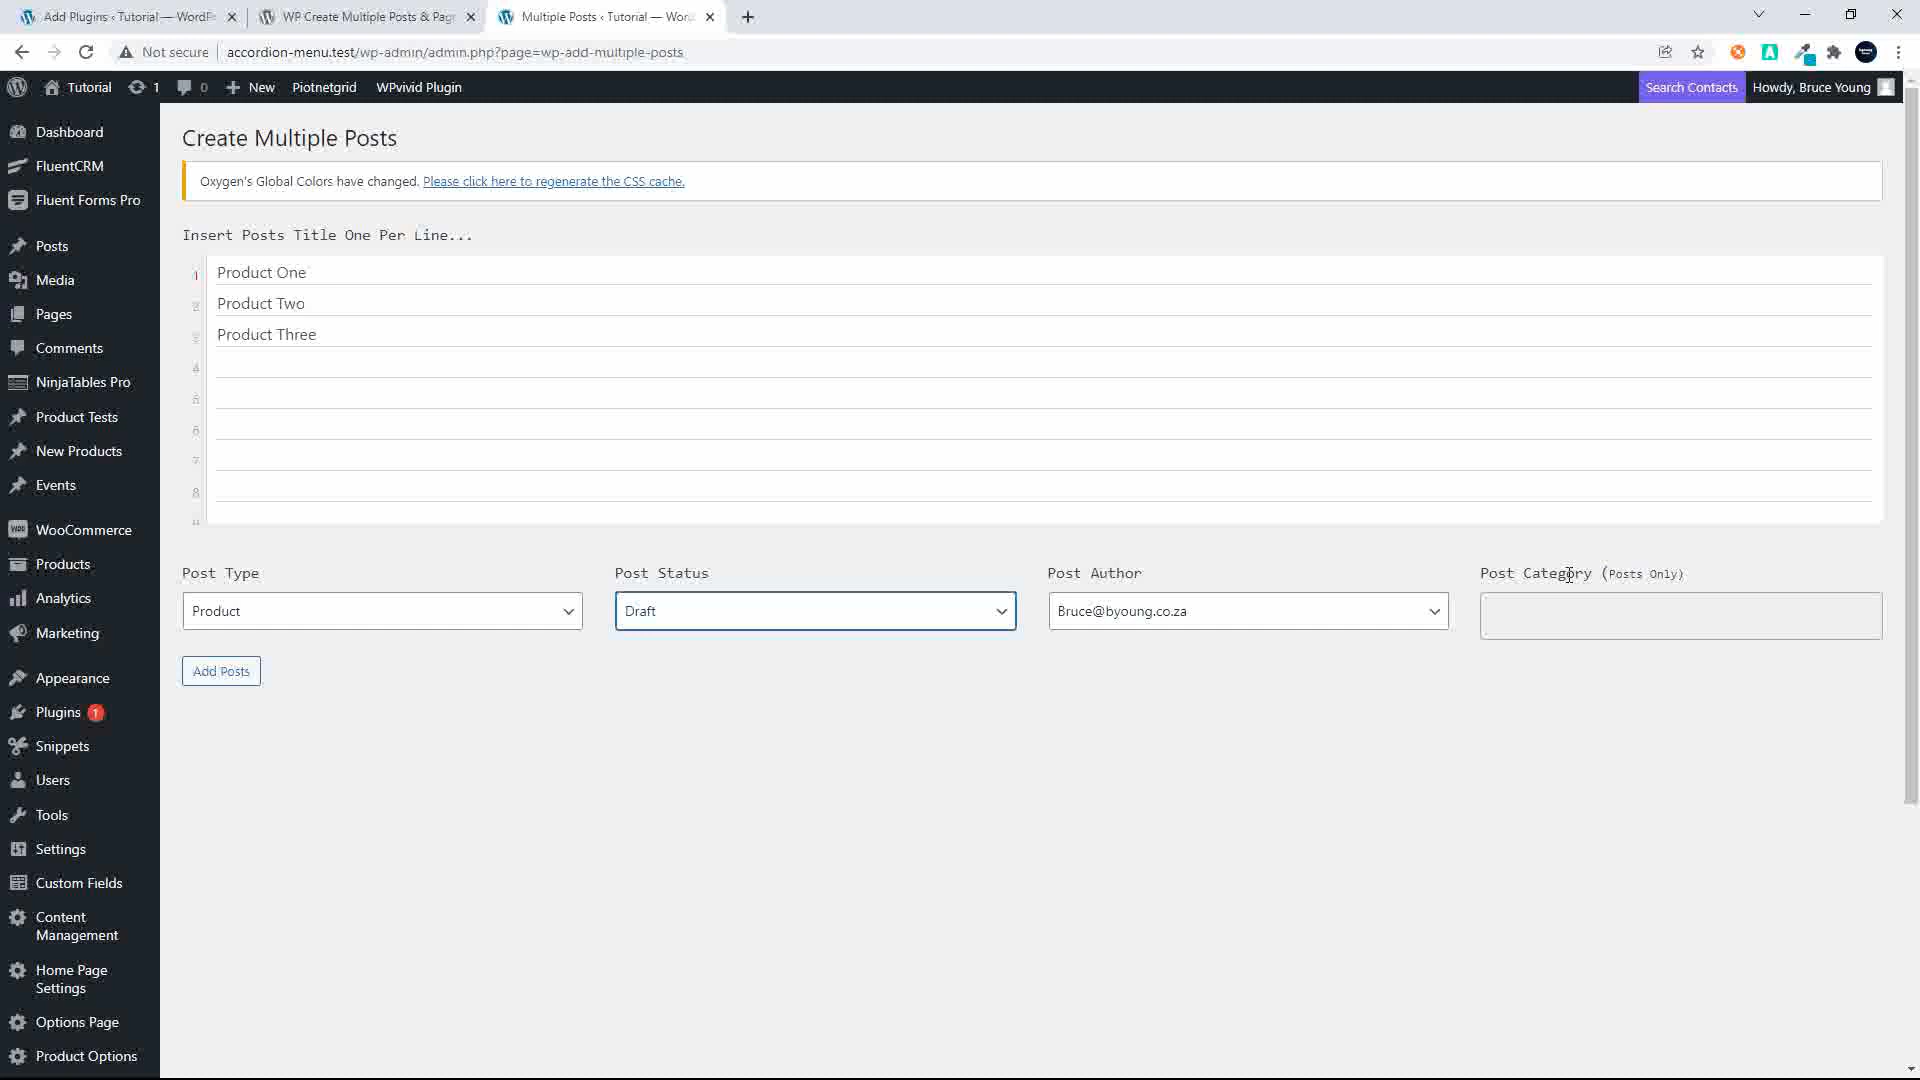 Add Plugins ‹ Tutorial — WordPr
WP Create Multiple Posts & Page
Multiple Posts ‹ Tutorial — Word
Not secure
accordion-menu.test/wp-admin/admin.php?page=wp-add-multiple-posts
Tutorial
1
0
New
Piotnetgrid
WPvivid Plugin
Search Contacts
Howdy, Bruce Young
Dashboard
FluentCRM
Fluent Forms Pro
Posts
Media
Pages
Comments
NinjaTables Pro
Product Tests
New Products
Events
WooCommerce
Products
Analytics
Marketing
Appearance
Plugins 1
Snippets
Users
Tools
Settings
Custom Fields
Content
Management
Home Page
Settings
Options Page
Product Options
Create Multiple Posts
Oxygen's Global Colors have changed. Please click here to regenerate the CSS cache.
Insert Posts Title One Per Line...
1 Product One
2 Product Two
3 Product Three
4
5
6
7
8
Post Type
Product
Post Status
Draft
Post Author
Bruce@byoung.co.za
Post Category (Posts Only)
Add Posts